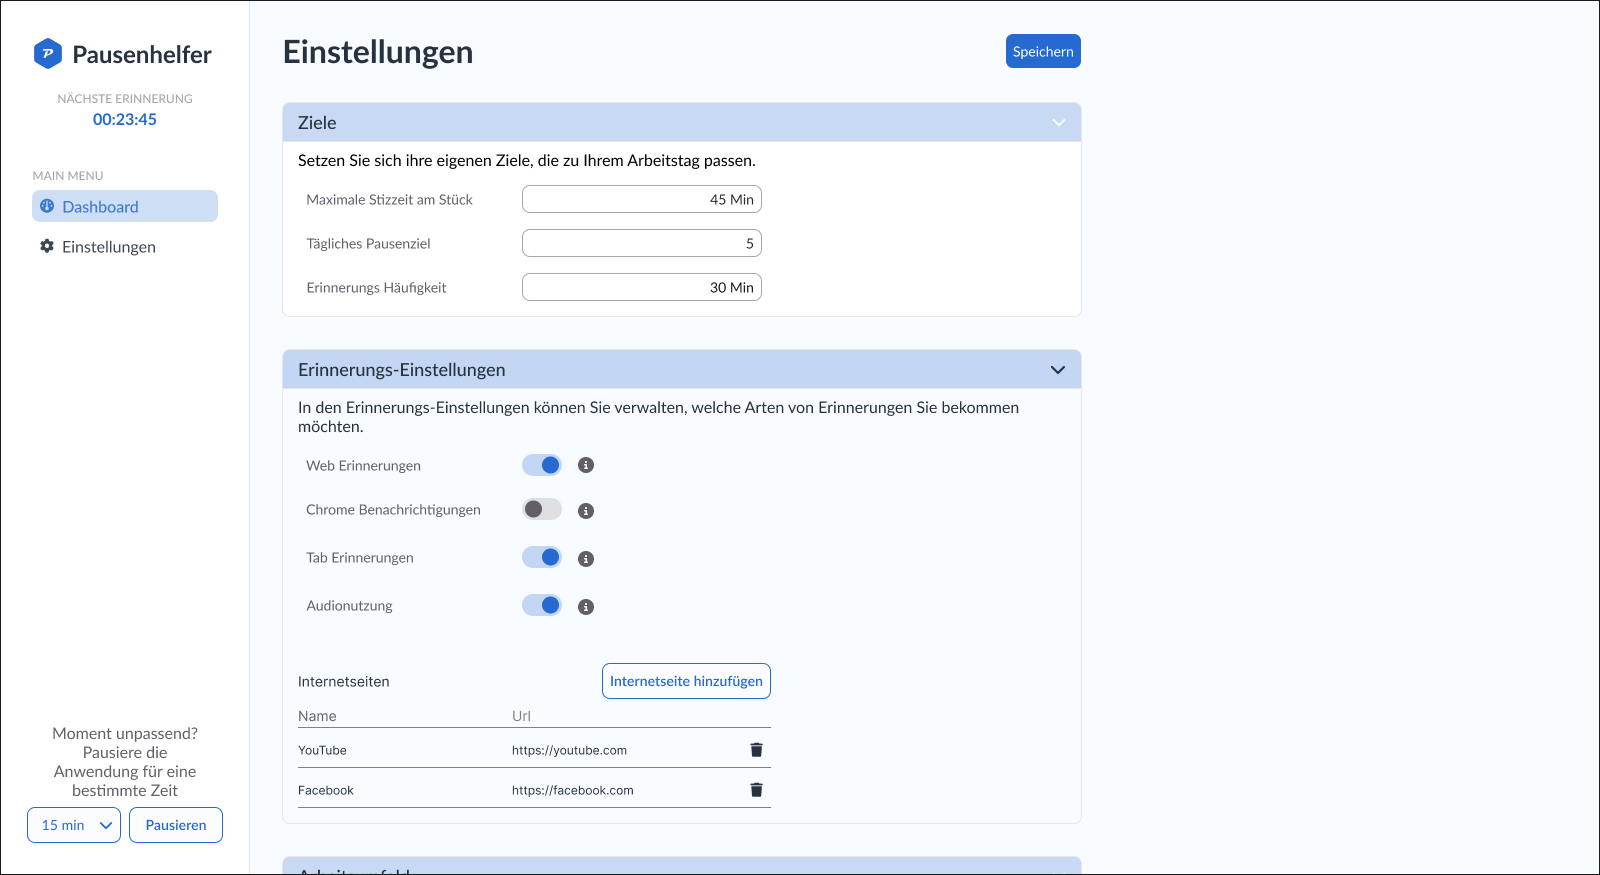 Pausenhelfer
NÄCHSTE ERINNERUNG
00:23:45
MAIN MENU
Dashboard
Einstellungen
Moment unpassend?
Pausiere die
Anwendung für eine
bestimmte Zeit
15 min
Pausieren
Einstellungen
Speichern
Ziele
Setzen Sie sich ihre eigenen Ziele, die zu Ihrem Arbeitstag passen.
Maximale Stizzeit am Stück 45 Min
Tägliches Pausenziel 5
Erinnerungs Häufigkeit 30 Min
Erinnerungs-Einstellungen
In den Erinnerungs-Einstellungen können Sie verwalten, welche Arten von Erinnerungen Sie bekommen
möchten.
Web Erinnerungen
Chrome Benachrichtigungen
Tab Erinnerungen
Audionutzung
Internetseiten
Internetseite hinzufügen
Name Url
YouTube https://youtube.com
Facebook https://facebook.com